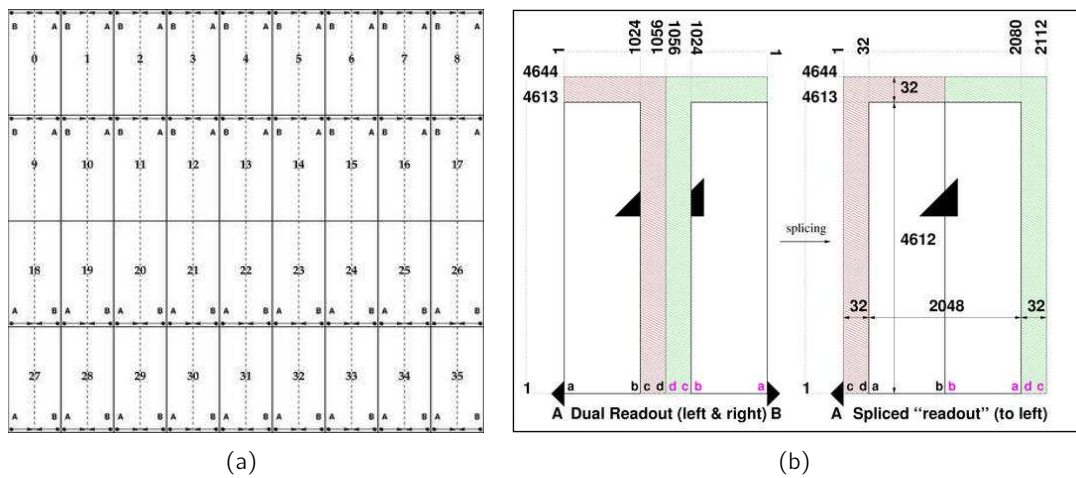 B A B A B A B A B A B A B A B A B A
0 1 2 3 4 5 6 7 8
B A B A B A B A B A B A B A B A B A
9 10 11 12 13 14 15 16 17
18 19 20 21 22 23 24 25 26
A B A B A B A B A B A B A B A B A B
27 28 29 30 31 32 33 34 35
A B A B A B A B A B A B A B A B A B
(a)
1 1024 9501 1056 1024 1
4644
4613
1 a b c d d c b a
A Dual Readout (left & right) B
splicing
1 32 2080 2112
4644
4613
32
4612
32 2048 32
1 c d a b b a d c
A Spliced “readout” (to left)
(b)